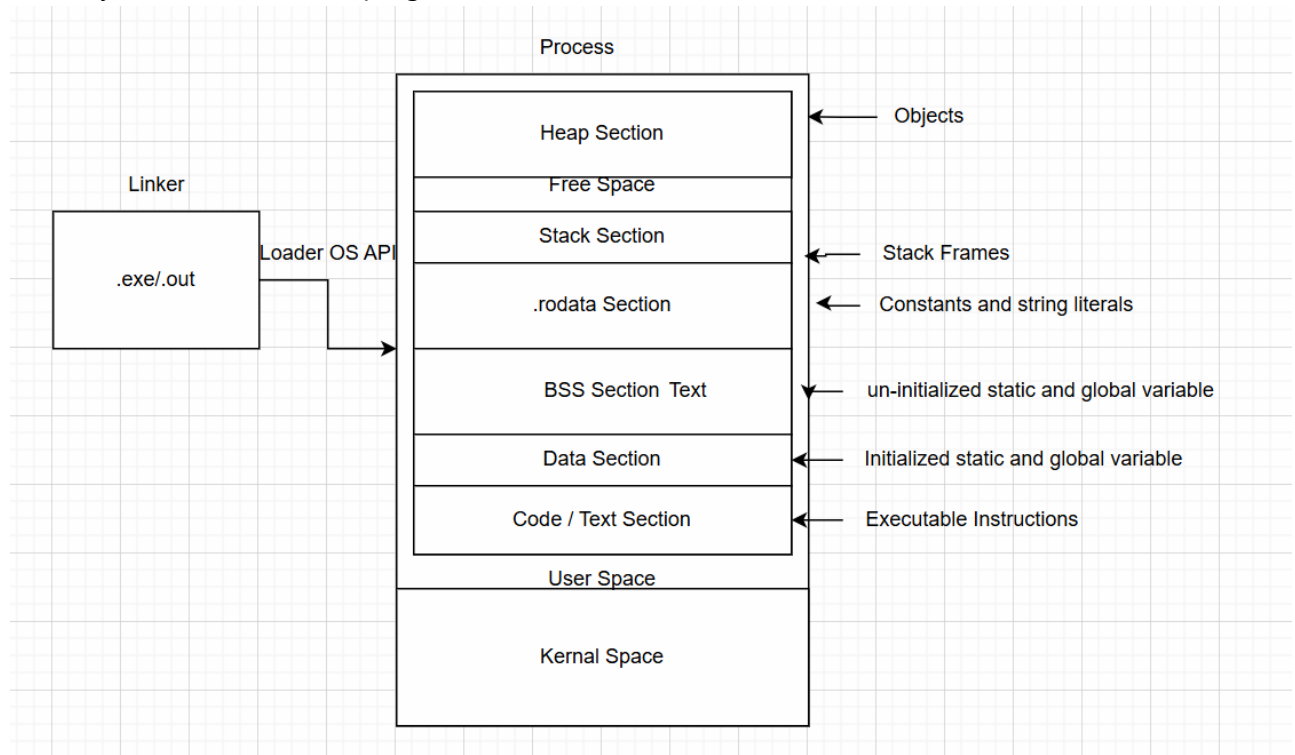 Process
Heap Section
Objects
Free Space
Linker
Stack Section
Loader OS API
Stack Frames
.exe/.out
.rodata Section
Constants and string literals
BSS Section Text
un-initialized static and global variable
Data Section
Initialized static and global variable
Code / Text Section
Executable Instructions
User Space
Kernal Space